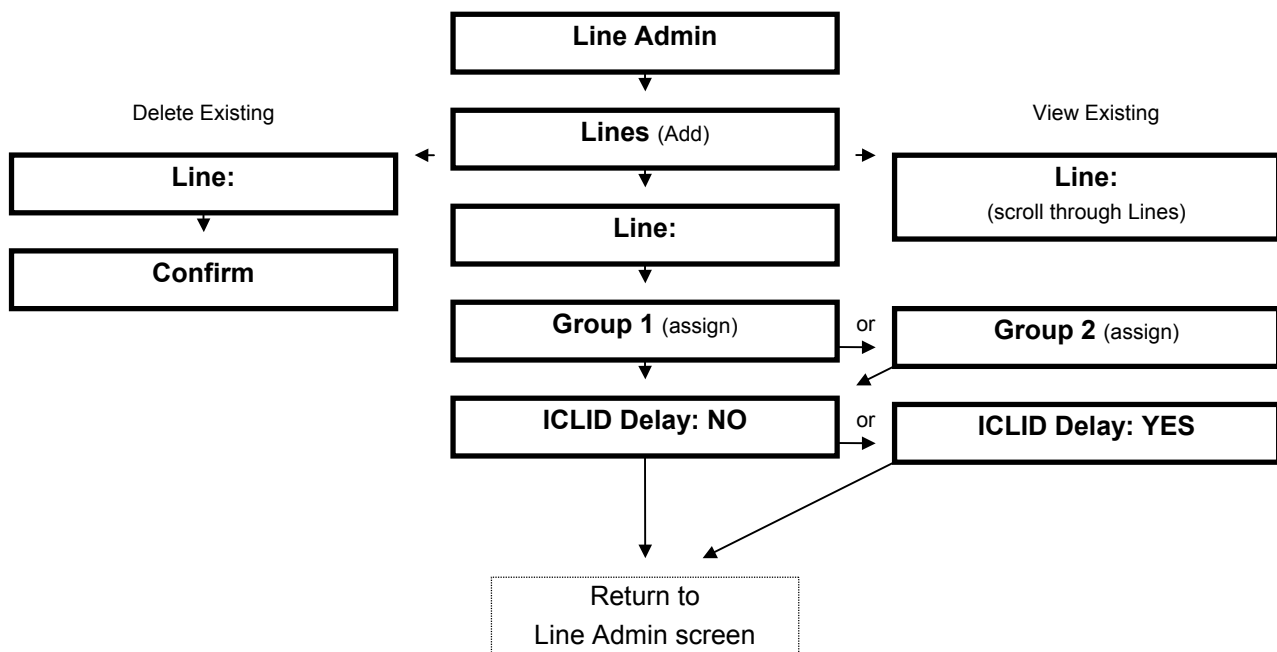 Line Admin
Delete Existing
Lines (Add)
View Existing
Line:
Line:
(scroll through Lines)
Line:
Confirm
Group 1 (assign)
or
Group 2 (assign)
ICLID Delay: NO
or
ICLID Delay: YES
Return to
Line Admin screen